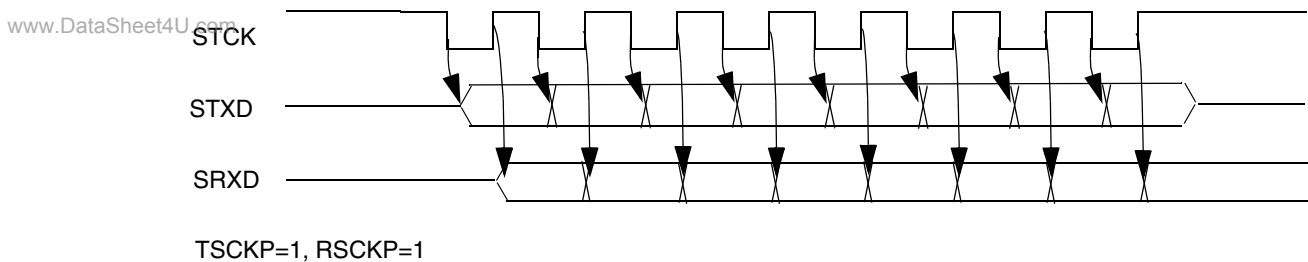 www.DataSheet4U.com
STCK
STXD
SRXD
TSCKP=1, RSCKP=1